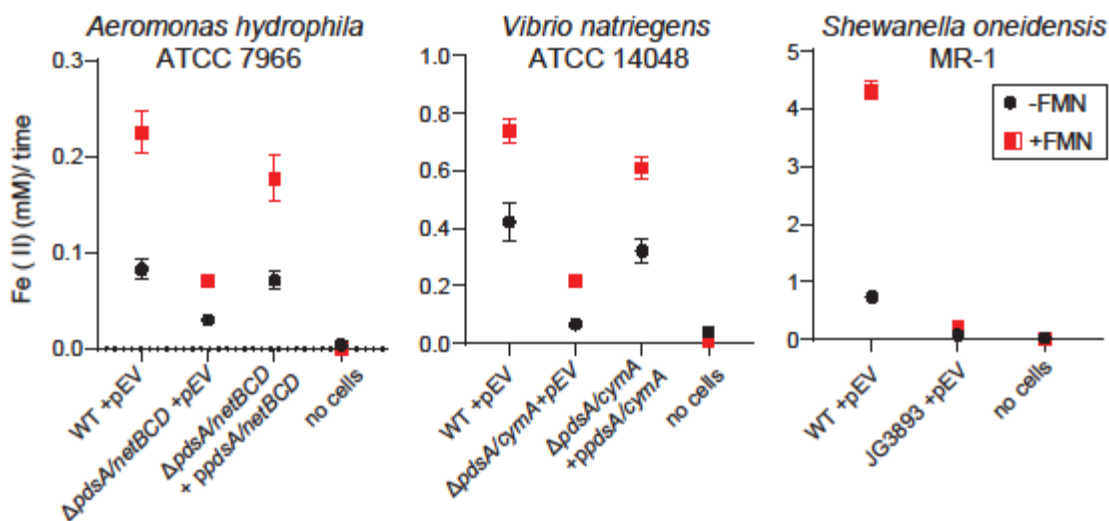 Aeromonas hydrophila
ATCC 7966
Vibrio natriegens
ATCC 14048
Shewanella oneidensis
MR-1
Fe ( II) (mM)/ time
0.3
0.2
0.1
0.0
WT +pEV
ΔpdsA/netBCD +pEV
ΔpdsA/netBCD
+ ppdsA/netBCD
no cells
1.0
0.8
0.6
0.4
0.2
0.0
WT +pEV
ΔpdsA/cymA+pEV
ΔpdsA/cymA
+ppdsA/cymA
no cells
5
4
3
2
1
0
WT +pEV
JG3893 +pEV
no cells
-FMN
+FMN